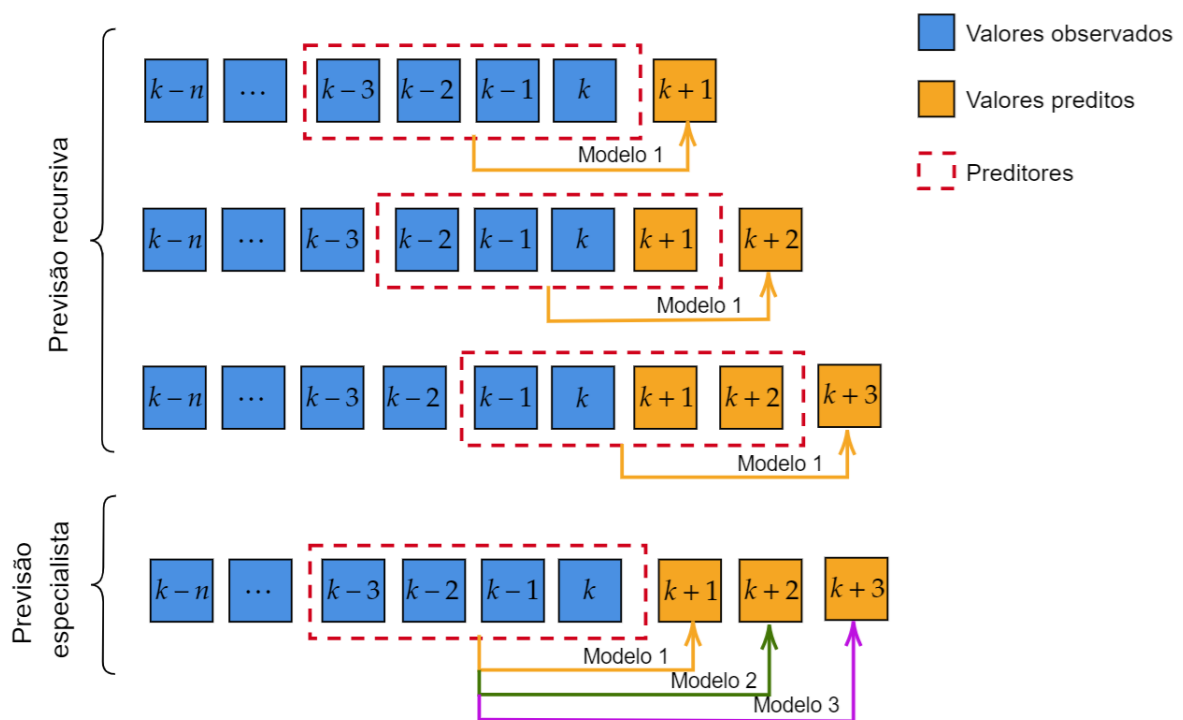 Valores observados
k − n ⋯ k − 3 k − 2 k − 1 k k + 1
Valores preditos
Modelo 1
Preditores
Previsão recursiva
k − n ⋯ k − 3 k − 2 k − 1 k k + 1 k + 2
Modelo 1
k − n ⋯ k − 3 k − 2 k − 1 k k + 1 k + 2 k + 3
Modelo 1
Previsão
especialista
k − n ⋯ k − 3 k − 2 k − 1 k k + 1 k + 2 k + 3
Modelo 1
Modelo 2
Modelo 3